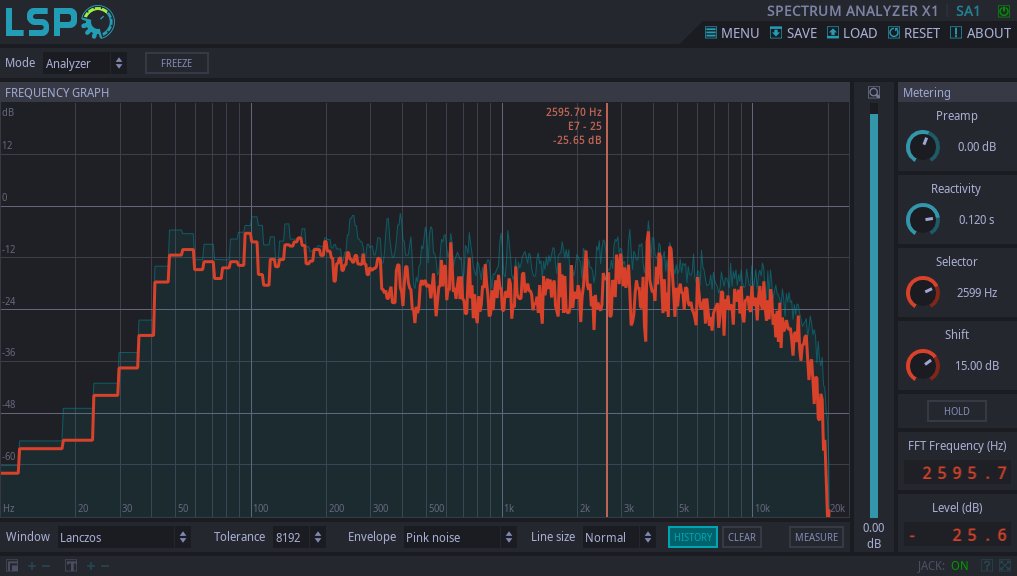 LSP
SPECTRUM ANALYZER X1 SA1
MENU SAVE LOAD RESET ABOUT
Mode Analyzer FREEZE
FREQUENCY GRAPH
Metering
dB
12
0
-12
-24
-36
-48
-60
2595.70 Hz
E7 - 25
-25.65 dB
Hz 20 30 50 100 200 300 500 1k 2k 3k 5k 10k 20k
Preamp
0.00 dB
Reactivity
0.120 s
Selector
2599 Hz
Shift
15.00 dB
HOLD
FFT Frequency (Hz)
2595.7
Level (dB)
- 25.6
0.00
dB
Window Lanczos Tolerance 8192 Envelope Pink noise Line size Normal HISTORY CLEAR MEASURE
+ − T + − JACK: ON ?